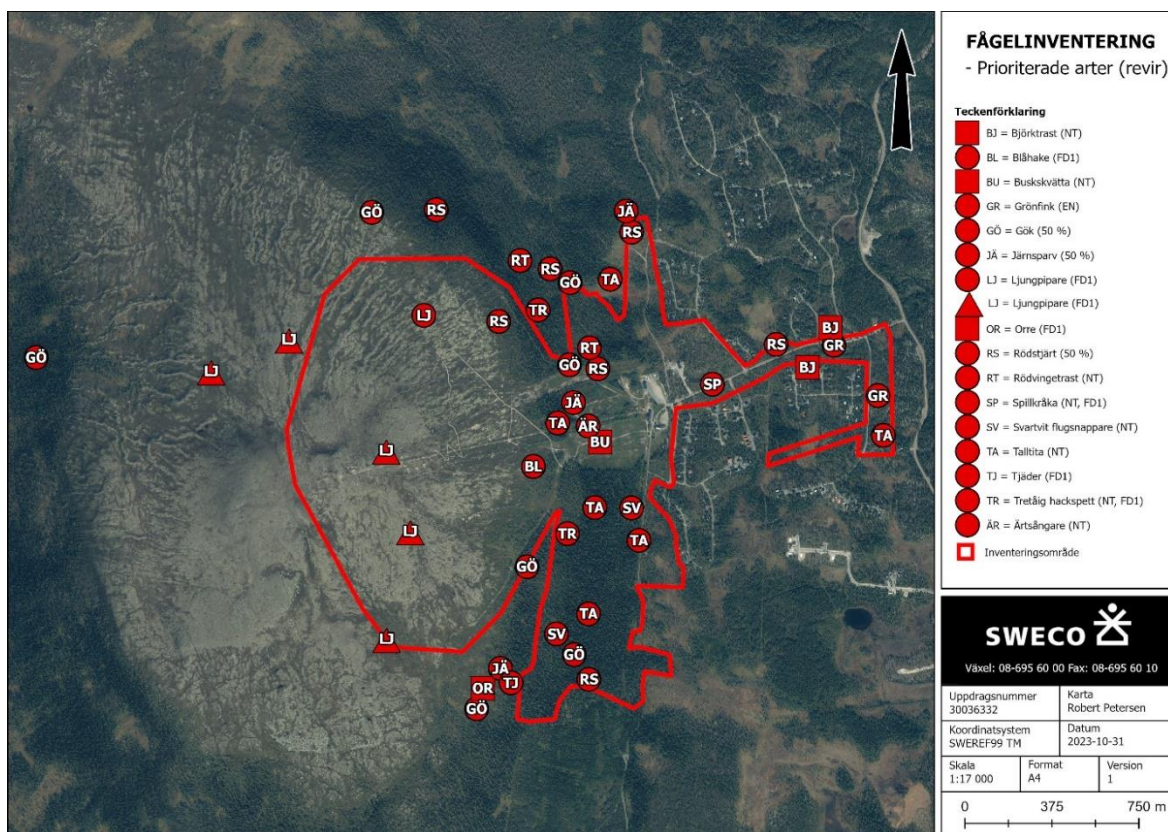 GÖ
RS
JÄ
RS
RT
RS
GÖ
TA
TR
LJ
RS
LJ
RS
BJ
GR
GÖ
LJ
RT
GÖ
RS
BJ
SP
JÄ
GR
TA
ÄR
BU
TA
LJ
BL
TA
SV
LJ
TR
TA
GÖ
TA
SV
LJ
GÖ
JÄ
TJ
RS
OR
GÖ
FÅGELINVENTERING
- Prioriterade arter (revir)
Teckenförklaring
BJ = Björktrast (NT)
BL = Blåhake (FD1)
BU = Buskskvätta (NT)
GR = Grönfink (EN)
GÖ = Gök (50 %)
JÄ = Järnsparv (50 %)
LJ = Ljungpipare (FD1)
LJ = Ljungpipare (FD1)
OR = Orre (FD1)
RS = Rödstjärt (50 %)
RT = Rödvingetrast (NT)
SP = Spillkråka (NT, FD1)
SV = Svartvit flugsnappare (NT)
TA = Talltita (NT)
TJ = Tjäder (FD1)
TR = Tretåig hackspett (NT, FD1)
ÄR = Ärtsångare (NT)
Inventeringsområde
SWECO
Växel: 08-695 60 00 Fax: 08-695 60 10
Uppdragsnummer
30036332
Karta
Robert Petersen
Koordinatsystem
SWEREF99 TM
Datum
2023-10-31
Skala
1:17 000
Format
A4
Version
1
0 375 750 m